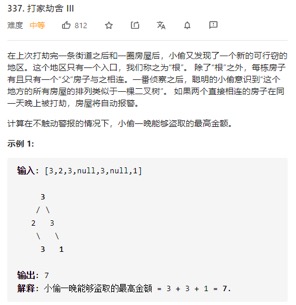 337. 打家劫舍 III
难度 中等 812
在上次打劫完一条街道之后和一圈房屋后，小偷又发现了一个新的可行窃的
地区。这个地区只有一个入口，我们称之为“根”。 除了“根”之外，每栋房子
有且只有一个“父“房子与之相连。一番侦察之后，聪明的小偷意识到“这个
地方的所有房屋的排列类似于一棵二叉树”。 如果两个直接相连的房子在同
一天晚上被打劫，房屋将自动报警。
计算在不触动警报的情况下，小偷一晚能够盗取的最高金额。
示例 1：
输入: [3,2,3,null,3,null,1]
3
/ \
2 3
\ \
3 1
输出: 7
解释: 小偷一晚能够盗取的最高金额 = 3 + 3 + 1 = 7.